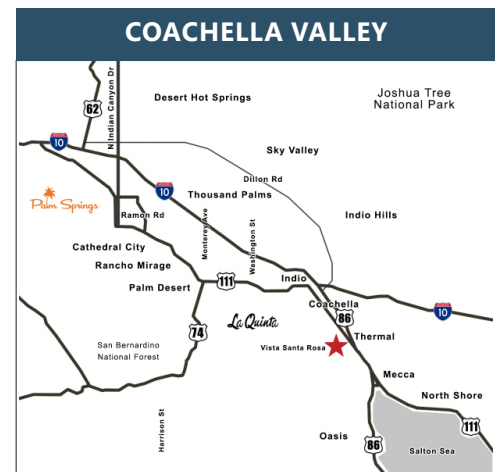 COACHELLA VALLEY
62
N Indian Canyon Dr
Desert Hot Springs
Joshua Tree
National Park
10
Sky Valley
Dillon Rd
10
Thousand Palms
Palm Springs
Ramon Rd
Monterey Ave
Washington St
Indio Hills
Cathedral City
Rancho Mirage
Palm Desert
111
Indio
Coachella
86
10
La Quinta
74
Thermal
San Bernardino
National Forest
Vista Santa Rosa
Mecca
North Shore
Harrison St
Oasis
86
111
Salton Sea